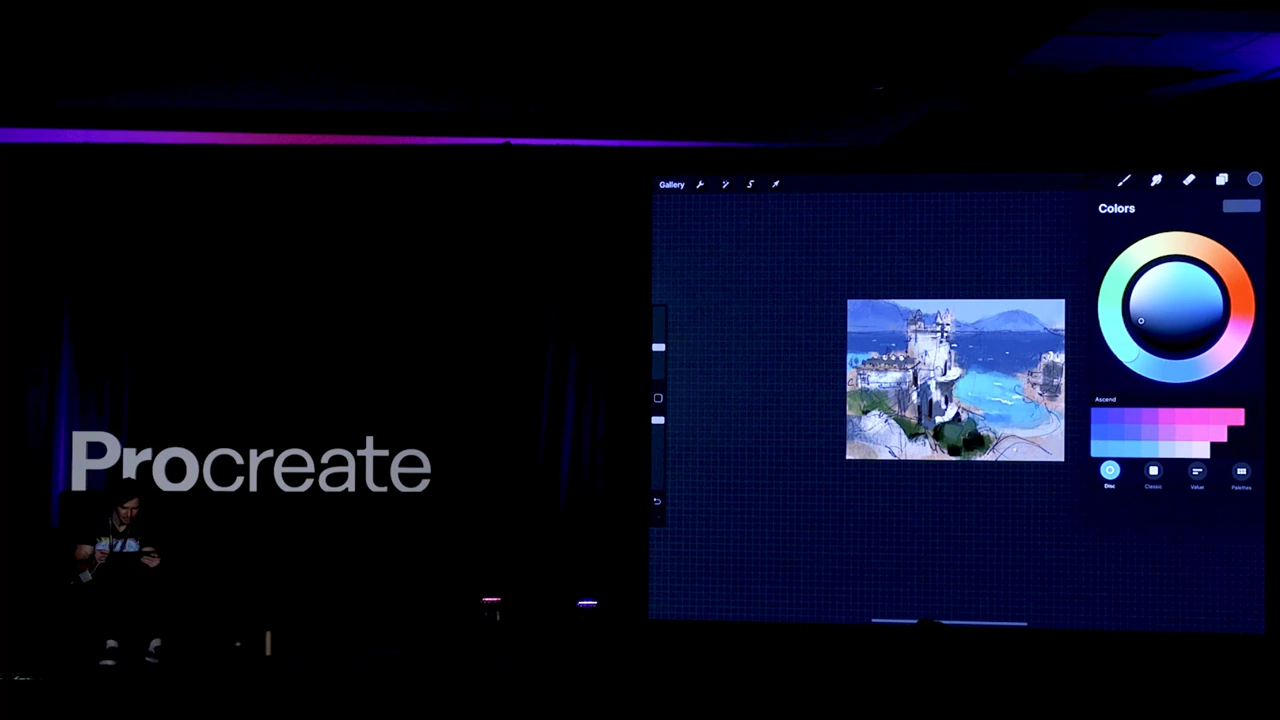 Procreate
Gallery
Colors
Ascend
Disc
Classic
Value
Palettes